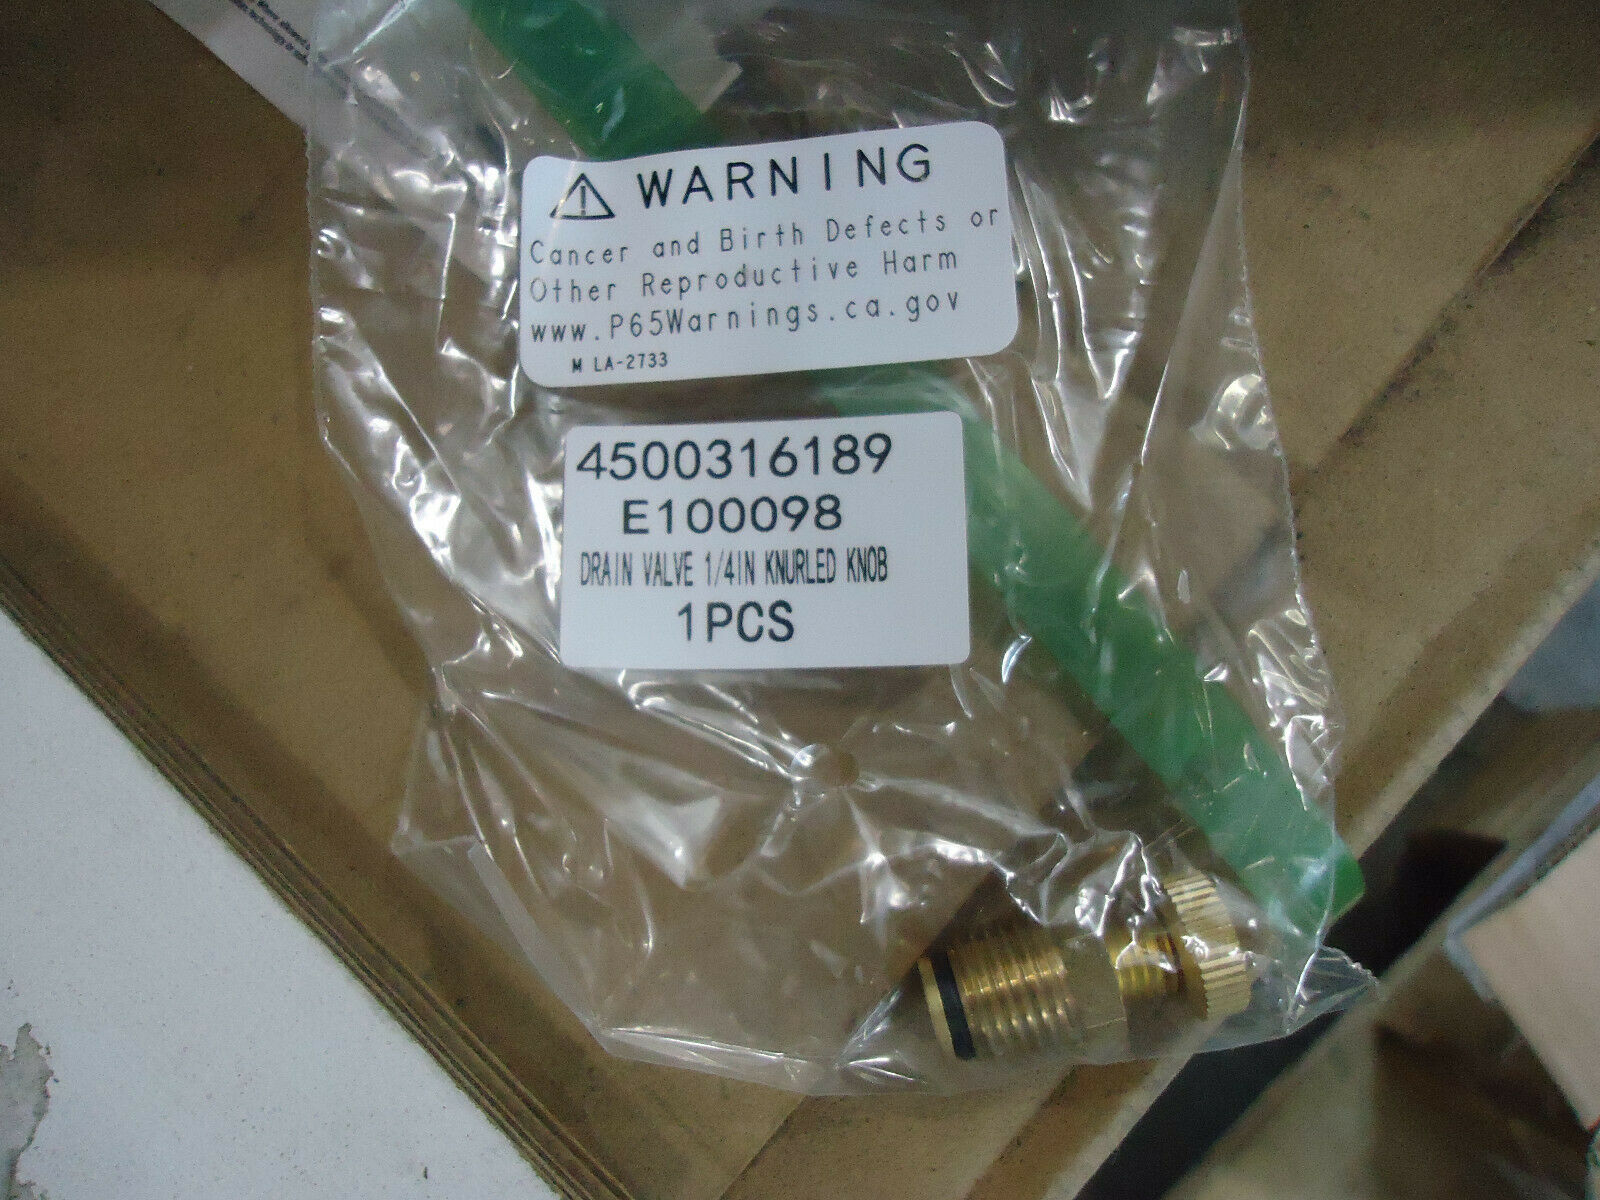 WARNING
Cancer and Birth Defects or
Other Reproductive Harm
www.P65Warnings.ca.gov
M LA-2733
4500316189
E100098
DRAIN VALVE 1/4IN KNURLED KNOB
1PCS